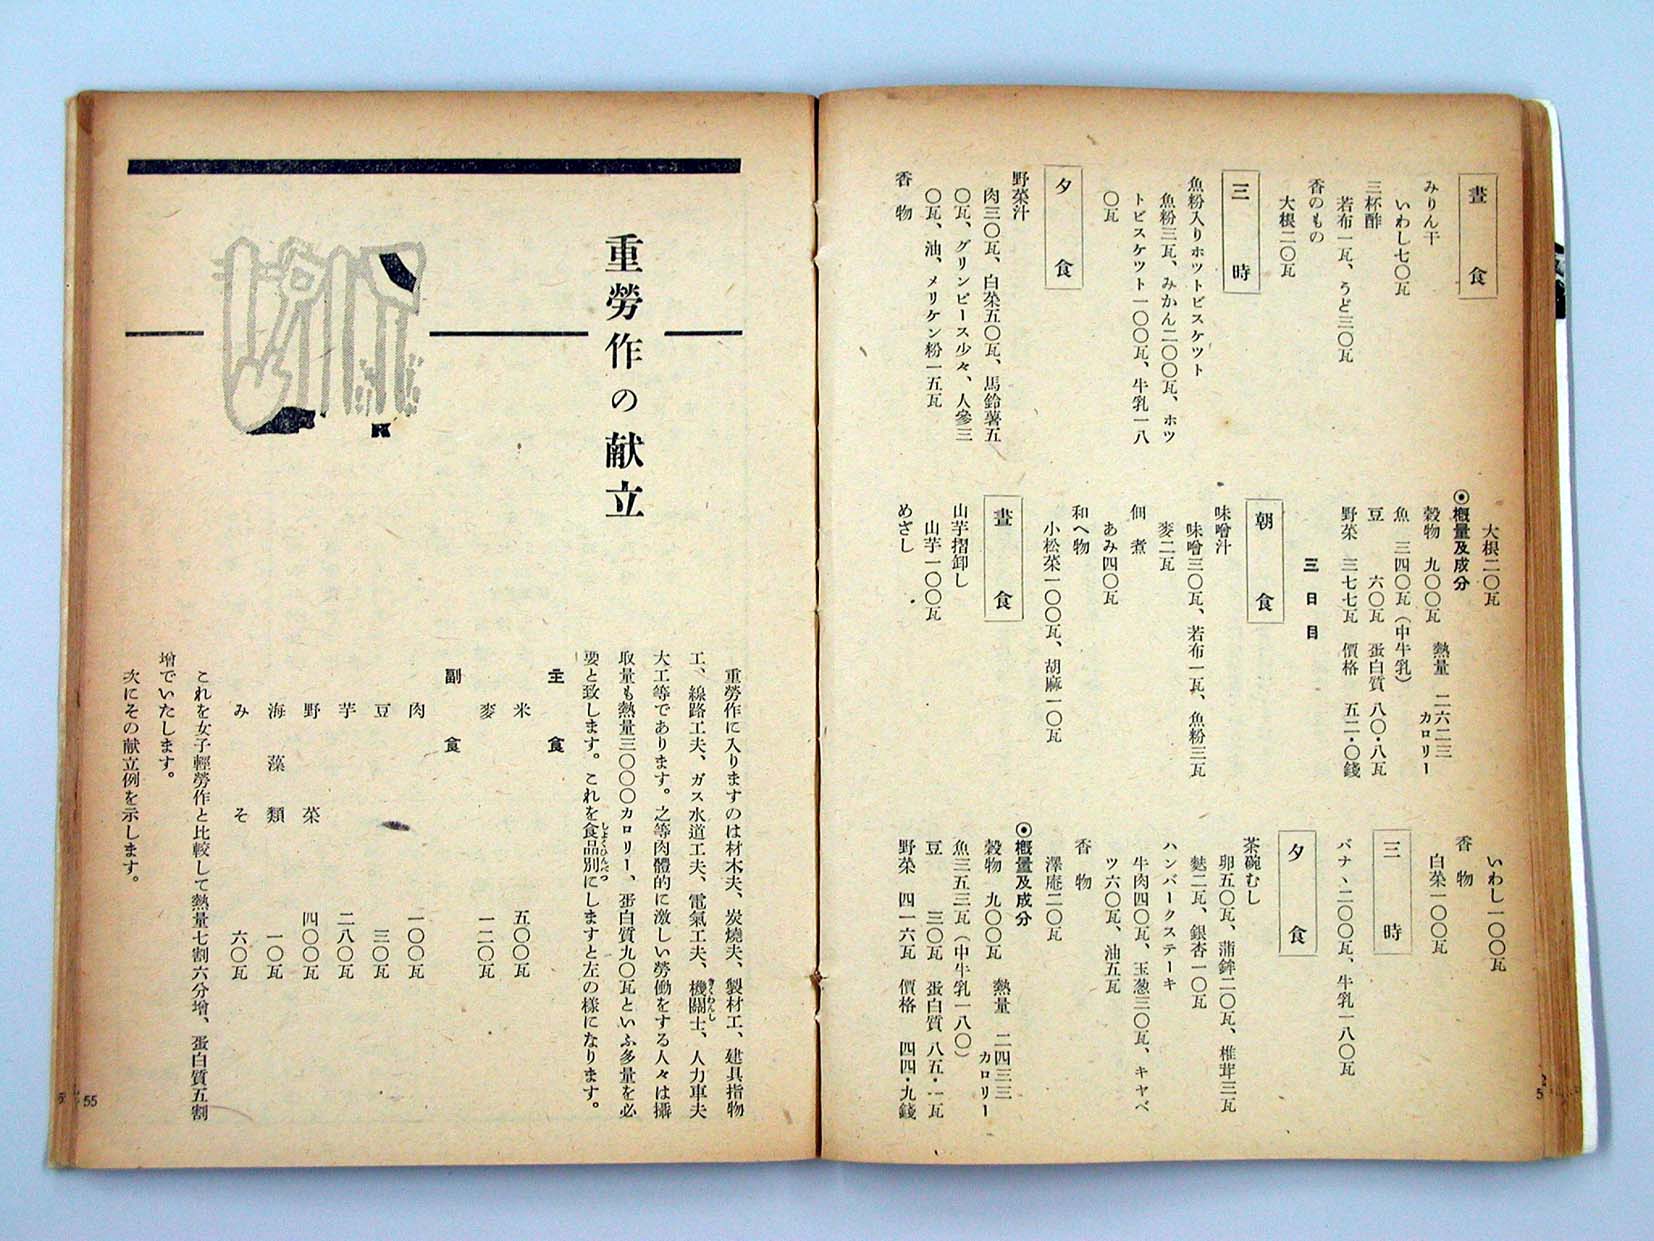 晝食
みりん干
いわし七〇瓦
三杯酢
若布一瓦、うど三〇瓦
香のもの
大根二〇瓦
三時
魚粉入りホツトビスケツト
魚粉三瓦、みかん二〇〇瓦、ホツ
トビスケツト一〇〇瓦、牛乳一八
〇瓦
夕食
野菜汁
肉三〇瓦、白菜五〇瓦、馬鈴薯五
〇瓦、グリンピース少々、人參三
〇瓦、油、メリケン粉一五瓦
香物
大根二〇瓦
◉概量及成分
穀物 九〇〇瓦 熱量 二六二三カロリー
魚 三四〇瓦(中牛乳)
豆 六〇瓦 蛋白質 八〇・八瓦
野菜 三七七瓦 價格 五二・〇錢
三日目
朝食
味噌汁
味噌三〇瓦、若布一瓦、魚粉三瓦
麥二瓦
佃煮
あみ四〇瓦
和へ物
小松菜一〇〇瓦、胡麻一〇瓦
晝食
山芋摺卸し
山芋一〇〇瓦
めざし
いわし一〇〇瓦
香物
白菜一〇〇瓦
三時
バナヽ二〇〇瓦、牛乳一八〇瓦
夕食
茶碗むし
卵五〇瓦、蒲鉾二〇瓦、椎茸三瓦
麩二瓦、銀杏一〇瓦
ハンバークステーキ
牛肉四〇瓦、玉葱三〇瓦、キヤベ
ツ六〇瓦、油五瓦
香物
澤庵二〇瓦
◉概量及成分
穀物 九〇〇瓦 熱量 二四三三カロリー
魚三五三瓦(中牛乳一八〇)
豆 三〇瓦 蛋白質 八五・一瓦
野菜 四一六瓦 價格 四四・九錢
重勞作の献立
重勞作に入りますのは材木夫、炭燒夫、製材工、建具指物
工、線路工夫、ガス水道工夫、電氣工夫、機關士、人力車夫
大工等であります。之等肉體的に激しい勞働をする人々は攝
取量も熱量三〇〇〇カロリー、蛋白質九〇瓦といふ多量を必
要と致します。これを食品別にしますと左の樣になります。
主食
米 五〇〇瓦
麥 一二〇瓦
副食
肉 一〇〇瓦
豆 三〇瓦
芋 二八〇瓦
野菜 四〇〇瓦
海藻類 一〇瓦
みそ 六〇瓦
これを女子輕勞作と比較して熱量七割六分增、蛋白質五割
增でいたします。
次にその献立例を示します。
55